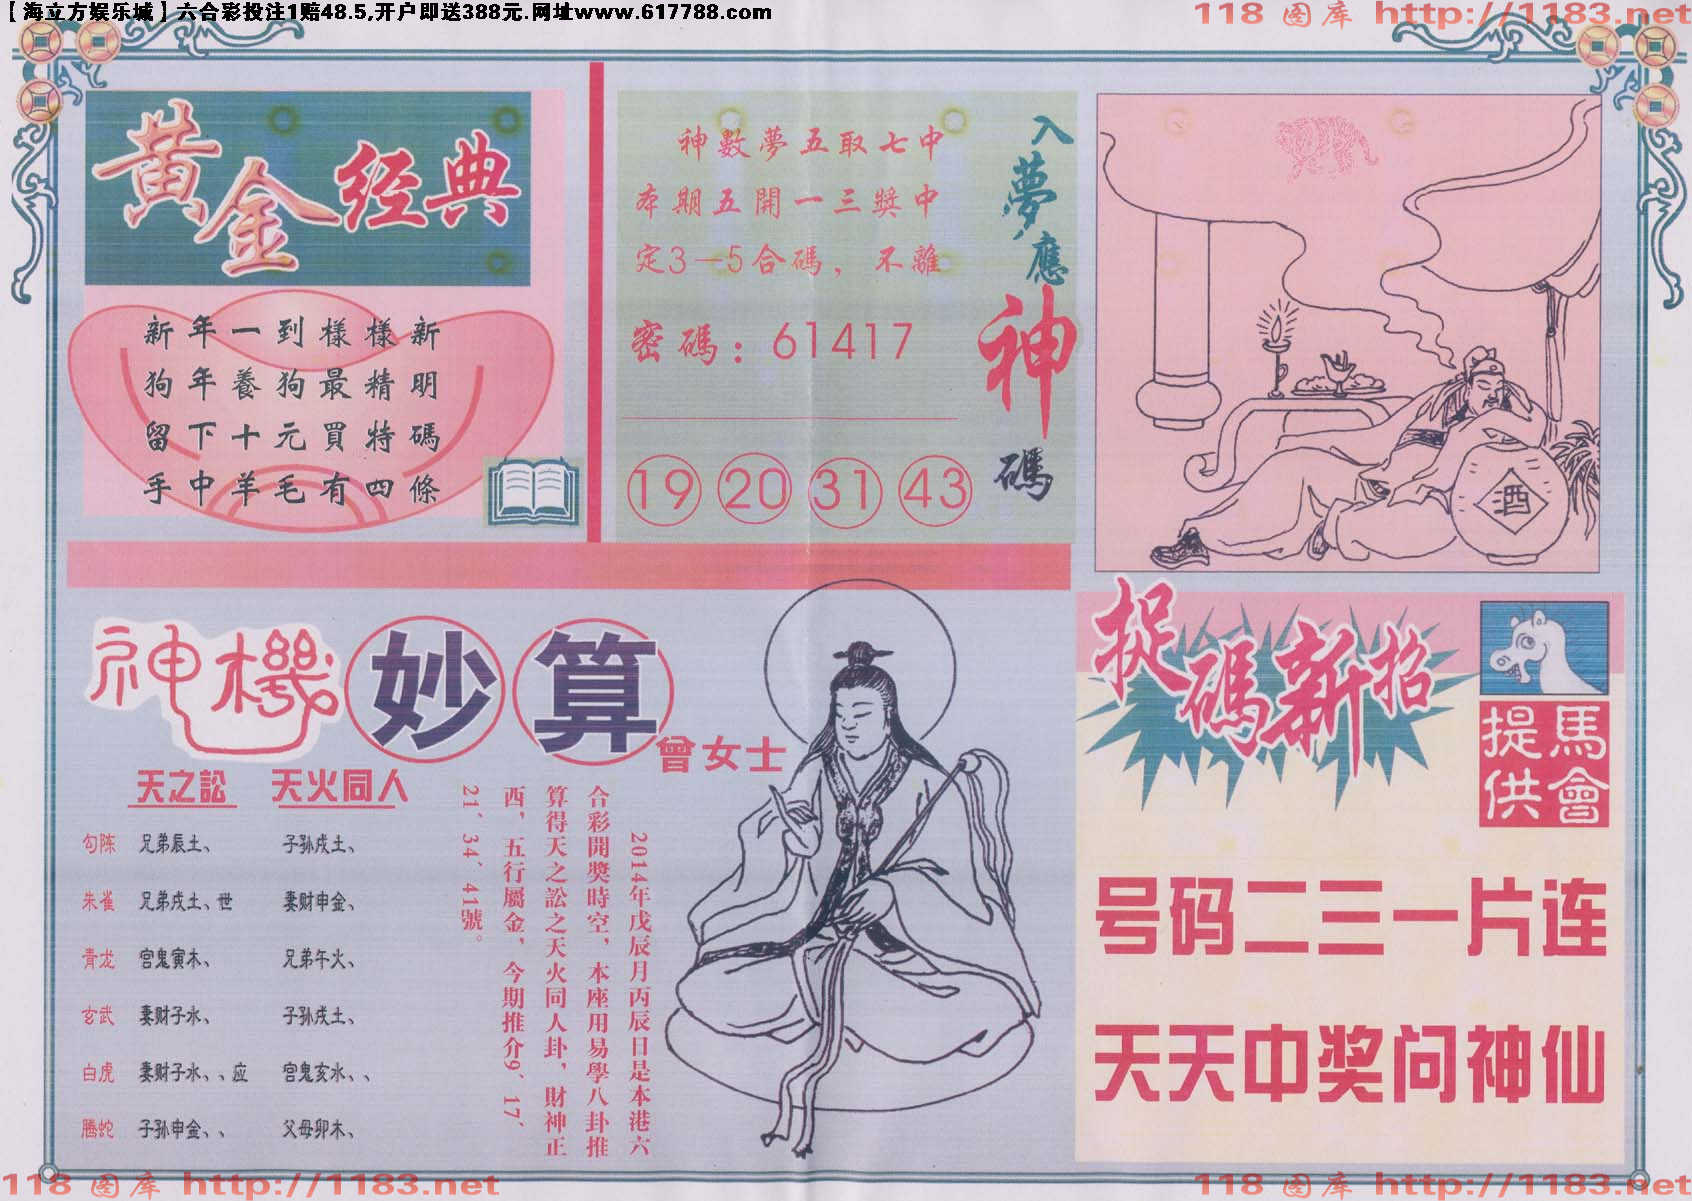 【海立方娱乐城】六合彩投注1赔48.5,开户即送388元.网址www.617788.com
118 图库 http://1183.net
黄金经典
新年一到樣樣新
狗年養狗最精明
留下十元買特碼
手中羊毛有四條
神數夢五取七中
本期五開一三獎中
定3—5合碼，不離
密碼：61417
19 20 31 43
入夢應神碼
酒
神機妙算
曾女士
天之訟 天火同人
勾陈 兄弟辰土、 子孙戌土、
朱雀 兄弟戌土、世 妻财申金、
青龙 宫鬼寅木、 兄弟午火、
玄武 妻财子水、 子孙戌土、
白虎 妻财子水、、应 宫鬼亥水、、
腾蛇 子孙申金、、 父母卯木、
2014年戊辰月丙辰日是本港六
合彩開獎時空，本座用易學八卦推
算得天之訟之天火同人卦，財神正
西，五行屬金，今期推介9、17、
21、34、41號。
捉碼新招
馬會
提供
号码二三一片连
天天中奖问神仙
118 图库 http://1183.net
118 图库 http://1183.net